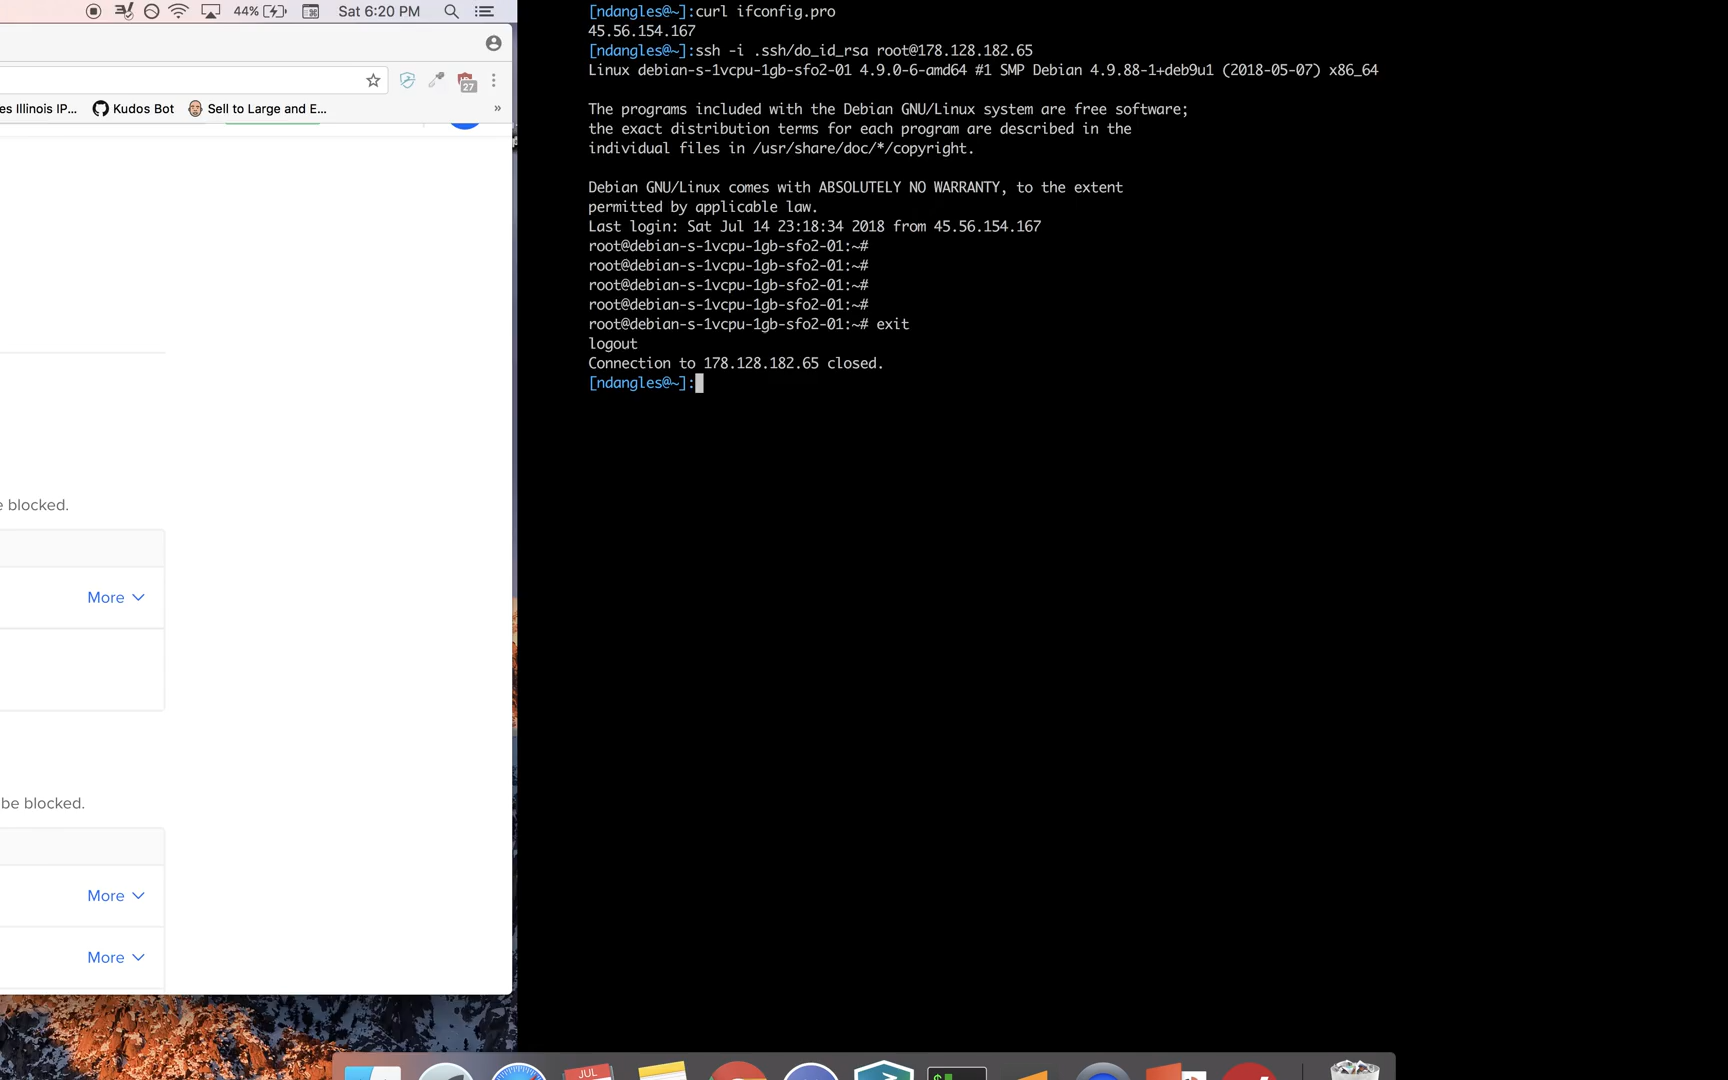 44%
Sat 6:20 PM
27
es Illinois IP...
Kudos Bot
Sell to Large and E...
»
e blocked.
More
be blocked.
More
More
[ndangles@~]:curl ifconfig.pro
45.56.154.167
[ndangles@~]:ssh -i .ssh/do_id_rsa root@178.128.182.65
Linux debian-s-1vcpu-1gb-sfo2-01 4.9.0-6-amd64 #1 SMP Debian 4.9.88-1+deb9u1 (2018-05-07) x86_64
The programs included with the Debian GNU/Linux system are free software;
the exact distribution terms for each program are described in the
individual files in /usr/share/doc/*/copyright.
Debian GNU/Linux comes with ABSOLUTELY NO WARRANTY, to the extent
permitted by applicable law.
Last login: Sat Jul 14 23:18:34 2018 from 45.56.154.167
root@debian-s-1vcpu-1gb-sfo2-01:~#
root@debian-s-1vcpu-1gb-sfo2-01:~#
root@debian-s-1vcpu-1gb-sfo2-01:~#
root@debian-s-1vcpu-1gb-sfo2-01:~#
root@debian-s-1vcpu-1gb-sfo2-01:~# exit
logout
Connection to 178.128.182.65 closed.
[ndangles@~]:
JUL
$